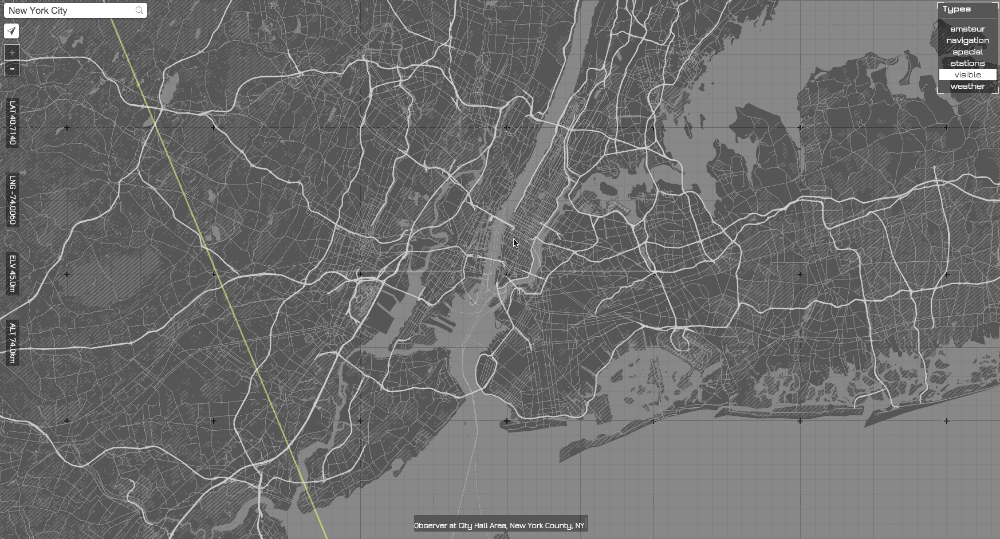 New York City
Types
amateur
navigation
special
stations
visible
weather
+
-
LAT 40.7140
LNG -74.0060
ELV 45.0m
ALT 74.0km
Observer at City Hall Area, New York County, NY